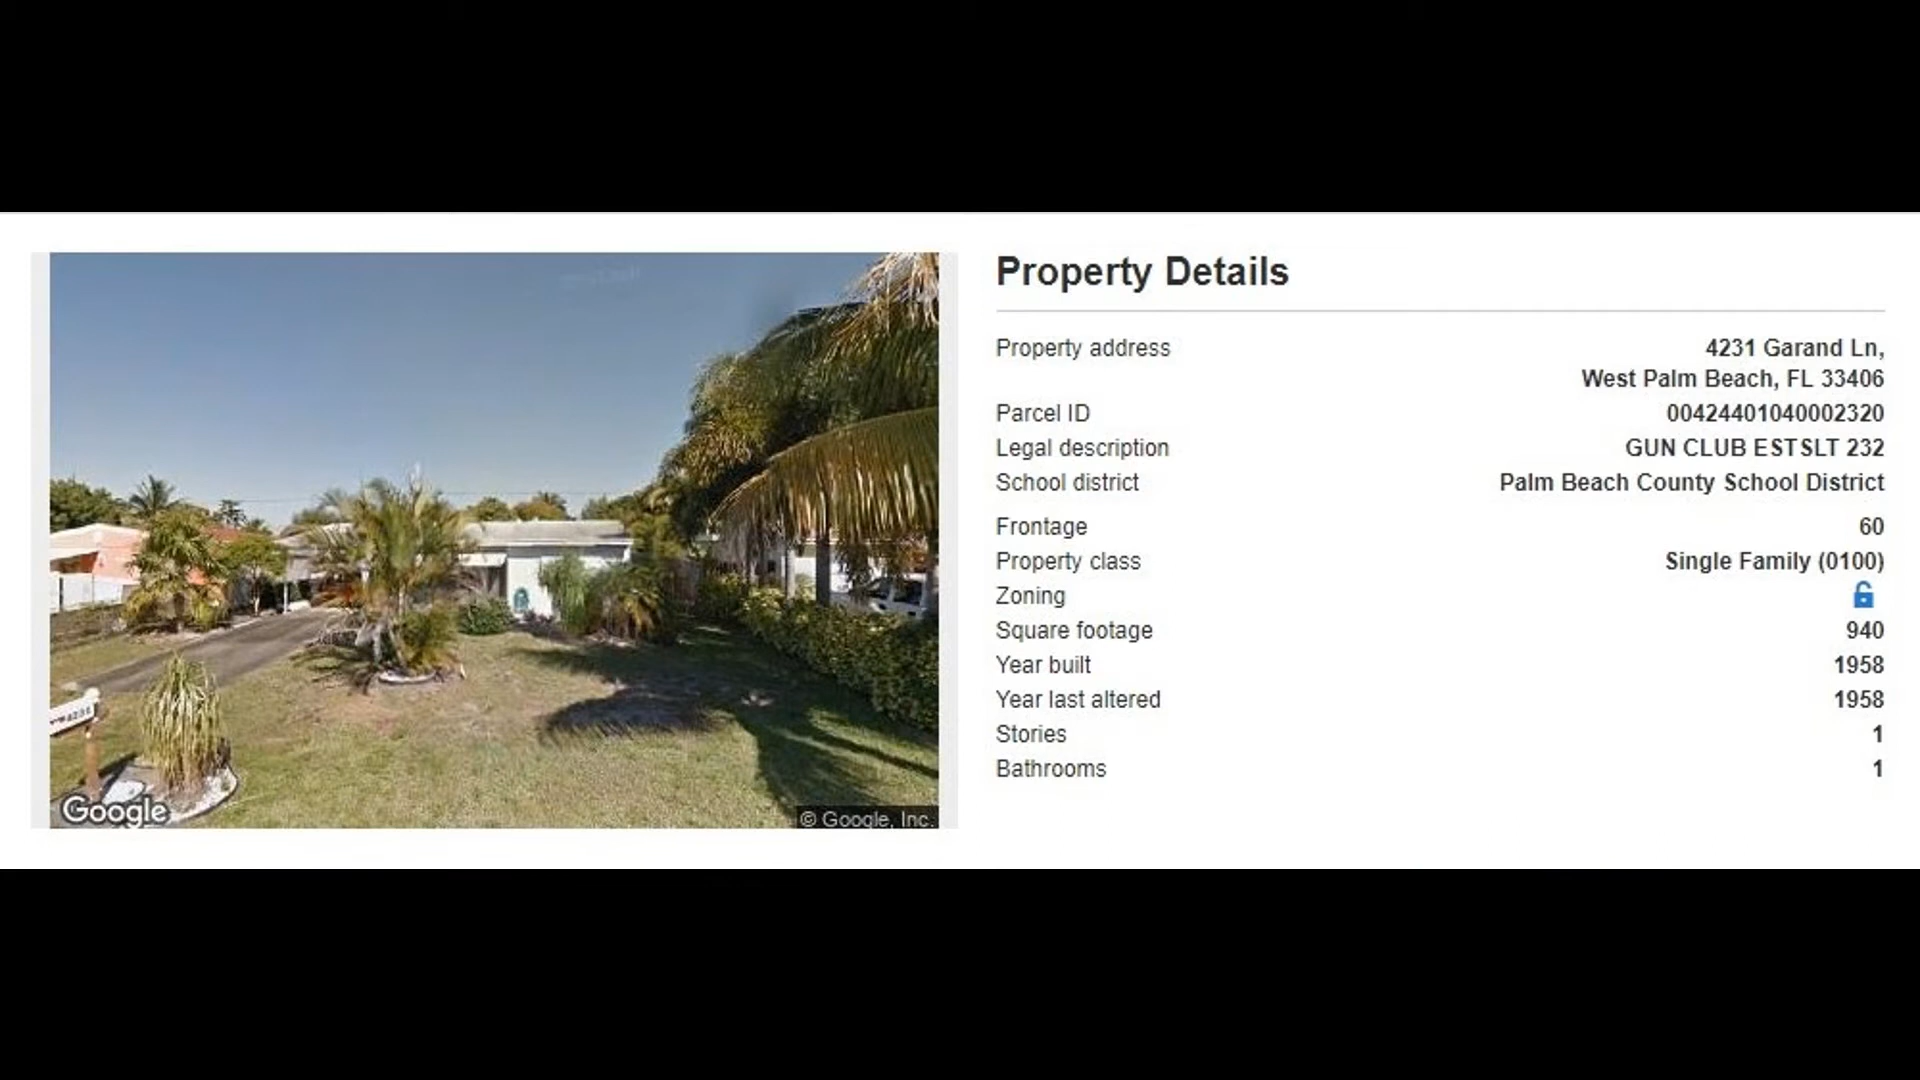 Property Details
Property address 4231 Garand Ln,
West Palm Beach, FL 33406
Parcel ID 00424401040002320
Legal description GUN CLUB ESTSLT 232
School district Palm Beach County School District
Frontage 60
Property class Single Family (0100)
Zoning
Square footage 940
Year built 1958
Year last altered 1958
Stories 1
Bathrooms 1
Google
© Google, Inc.